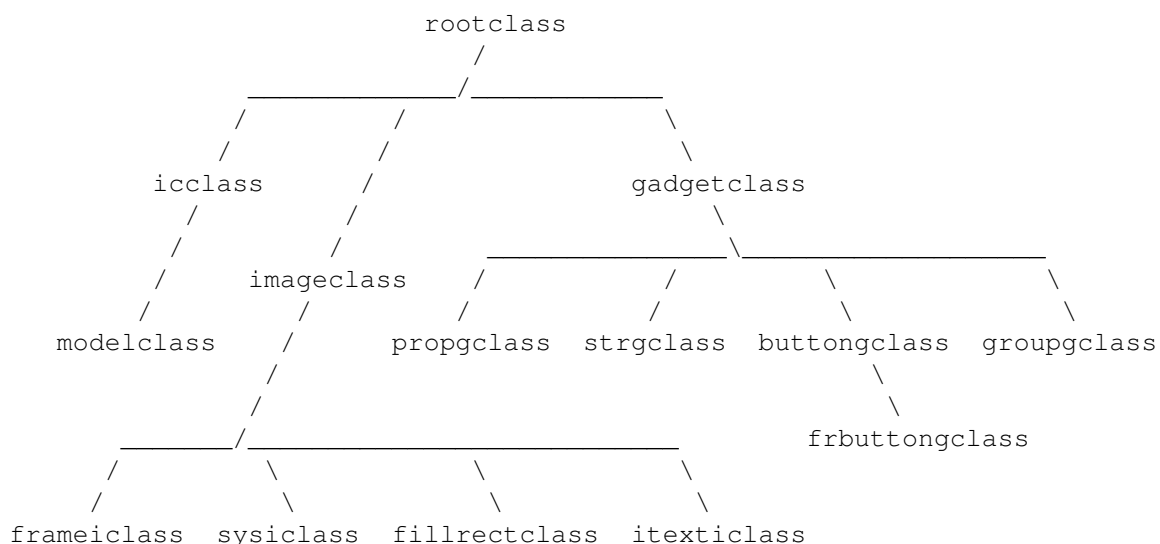 rootclass
icclass gadgetclass
imageclass
modelclass propgclass strgclass buttongclass groupgclass
frbuttongclass
frameiclass sysiclass fillrectclass itexticlass